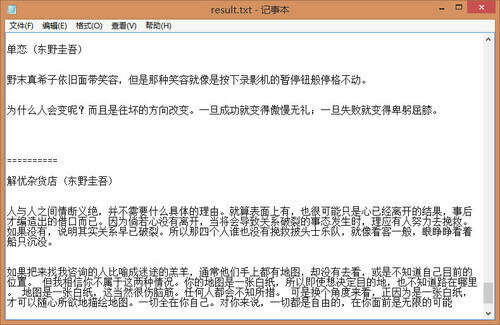 result.txt - 记事本
文件(F) 编辑(E) 格式(O) 查看(V) 帮助(H)
单恋（东野圭吾）
野末真希子依旧面带笑容，但是那种笑容就像是按下录影机的暂停钮般停格不动。
为什么人会变呢？而且是往坏的方向改变。一旦成功就变得傲慢无礼；一旦失败就变得卑躬屈膝。
==========
解忧杂货店（东野圭吾）
人与人之间情断义绝，并不需要什么具体的理由。就算表面上有，也很可能只是心已经离开的结果，事后
才编造出的借口而已。因为倘若心没有离开，当将会导致关系破裂的事态发生时，理应有人努力去挽救。
如果没有，说明其实关系早已破裂。所以那四个人谁也没有挽救披头士乐队，就像看客一般，眼睁睁看着
船只沉没。
如果把来找我咨询的人比喻成迷途的羔羊，通常他们手上都有地图，却没有去看，或是不知道自己目前的
位置。 但我相信你不属于这两种情况。你的地图是一张白纸，所以即使想决定目的地，也不知道路在哪里
。 地图是一张白纸，这当然很伤脑筋。任何人都会不知所措。 可是换个角度来看，正因为是一张白纸，
才可以随心所欲地描绘地图。一切全在你自己。对你来说，一切都是自由的，在你面前是无限的可能